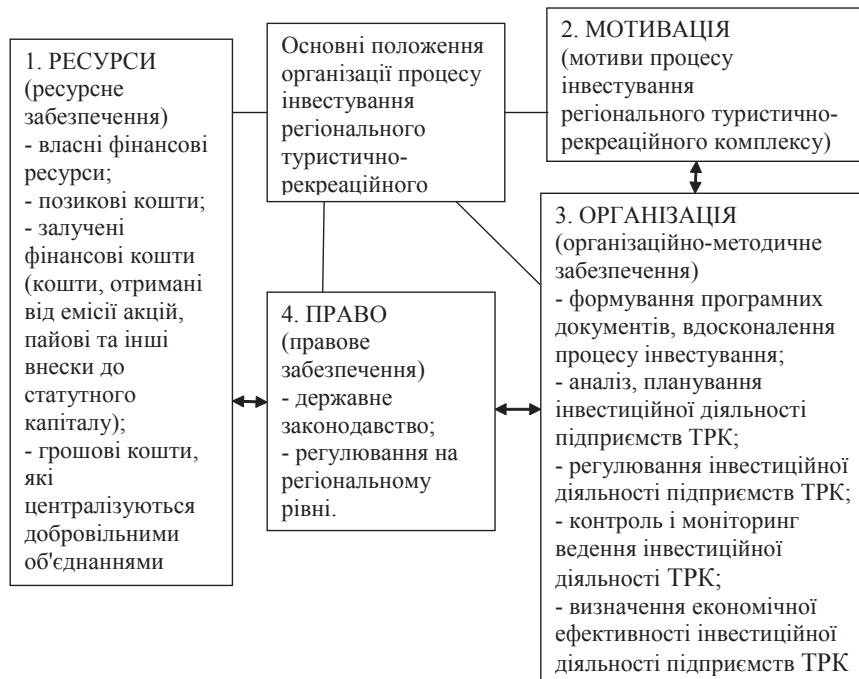 1. РЕСУРСИ
(ресурсне
забезпечення)
- власні фінансові
ресурси;
- позикові кошти;
- залучені
фінансові кошти
(кошти, отримані
від емісії акцій,
пайові та інші
внески до
статутного
капіталу);
- грошові кошти,
які
централізуються
добровільними
об'єднаннями
Основні положення
організації процесу
інвестування
регіонального
туристично-
рекреаційного
2. МОТИВАЦІЯ
(мотиви процесу
інвестування
регіонального туристично-
рекреаційного комплексу)
3. ОРГАНІЗАЦІЯ
(організаційно-методичне
забезпечення)
- формування програмних
документів, вдосконалення
процесу інвестування;
- аналіз, планування
інвестиційної діяльності
підприємств ТРК;
- регулювання інвестиційної
діяльності підприємств ТРК;
- контроль і моніторинг
ведення інвестиційної
діяльності ТРК;
- визначення економічної
ефективності інвестиційної
діяльності підприємств ТРК
4. ПРАВО
(правове
забезпечення)
- державне
законодавство;
- регулювання на
регіональному
рівні.